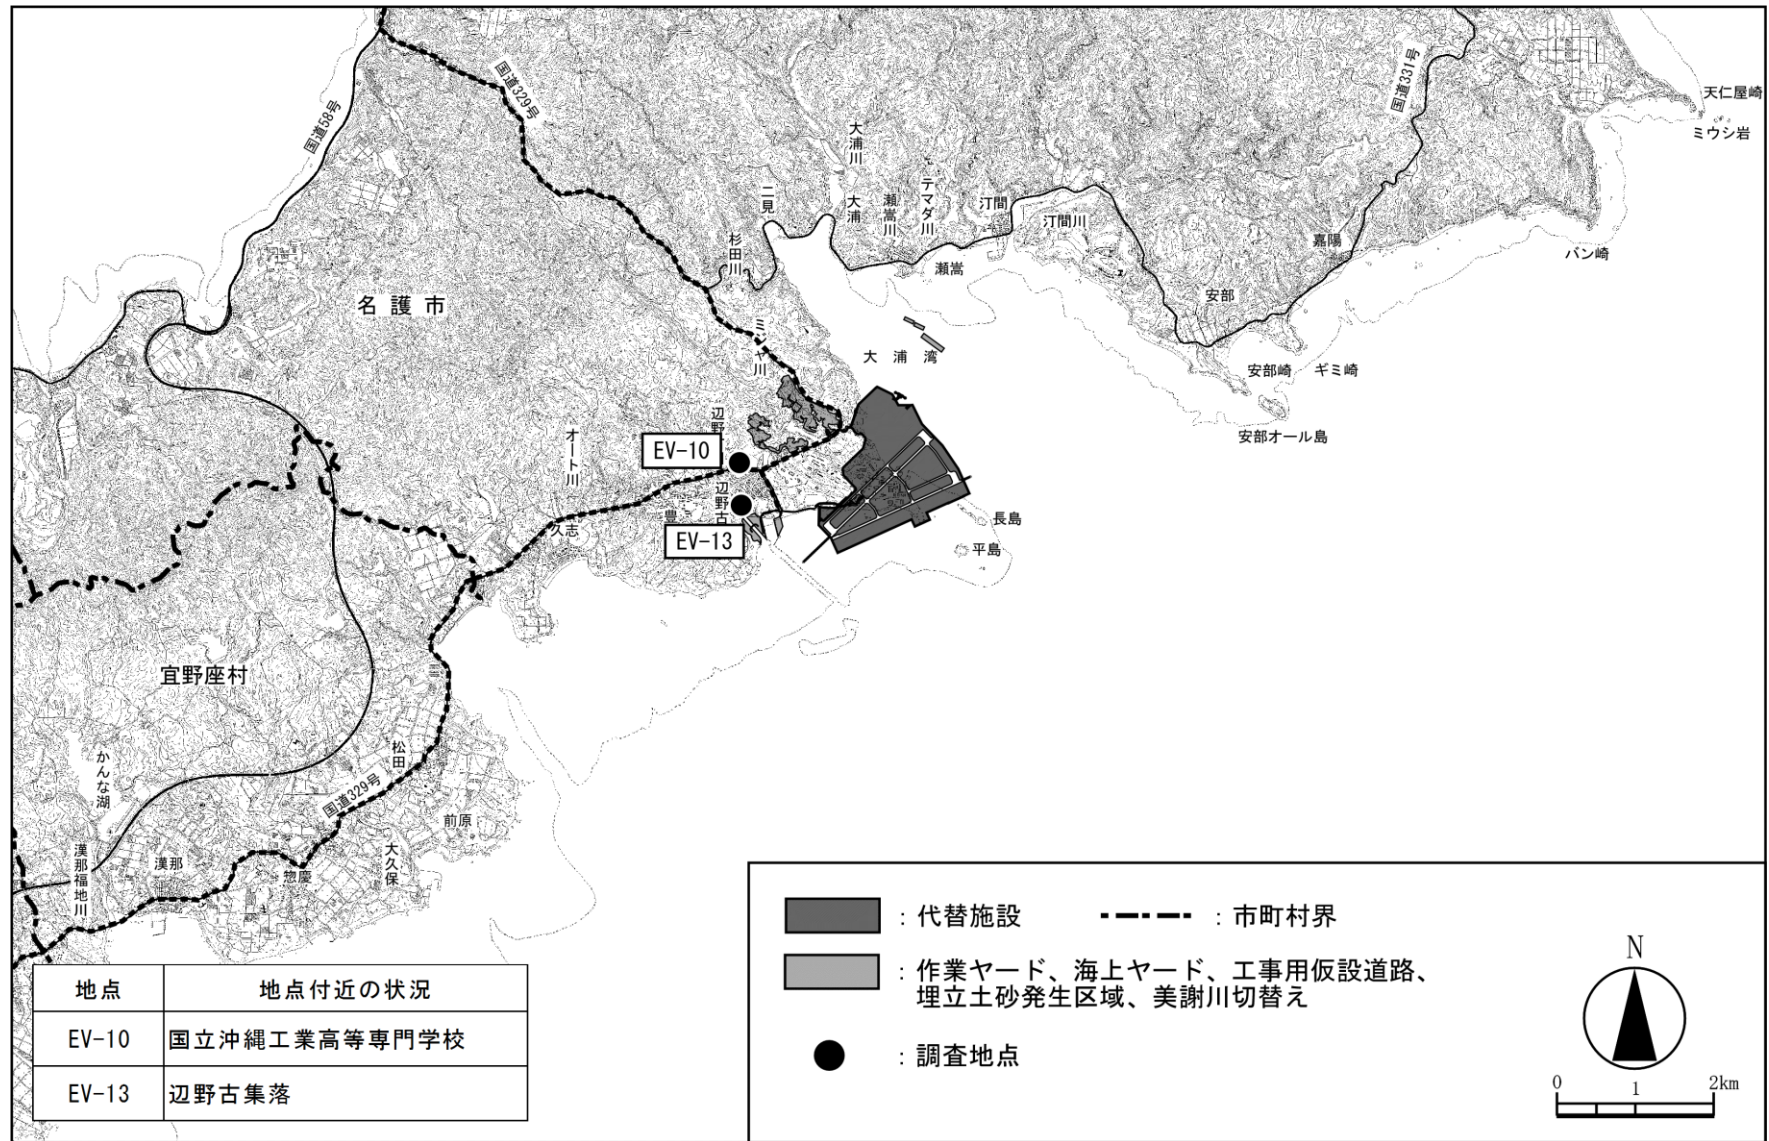 国道58号
国道329号
国道331号
天仁屋崎
ミウシ岩
バン崎
大浦川
テマダ川
二見
大浦
瀬嵩川
汀間
汀間川
杉田川
瀬嵩
嘉陽
安部
名護市
大浦湾
安部崎
ギミ崎
安部オール島
オート川
EV-10
辺野古
EV-13
久志
長島
平島
宜野座村
かんな湖
松田
国道329号
前原
大久保
漢那福地川
漢那
惣慶
地点
地点付近の状況
EV-10
国立沖縄工業高等専門学校
EV-13
辺野古集落
:代替施設
:市町村界
:作業ヤード、海上ヤード、工事用仮設道路、
埋立土砂発生区域、美謝川切替え
:調査地点
N
0 1 2km